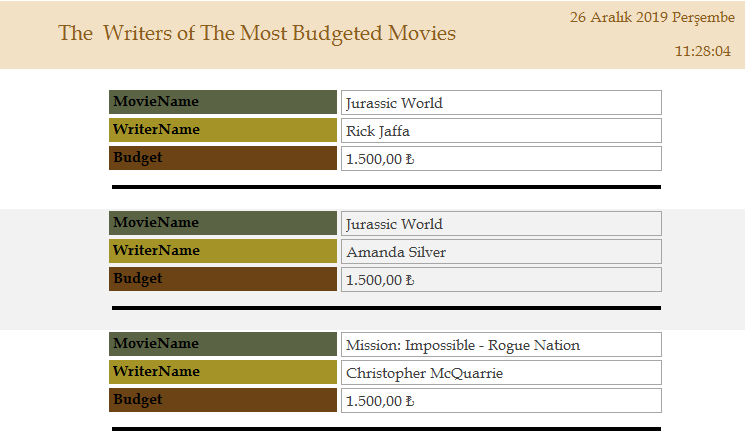 The Writers of The Most Budgeted Movies
26 Aralık 2019 Perşembe
11:28:04
MovieName Jurassic World
WriterName Rick Jaffa
Budget 1.500,00 ₺
MovieName Jurassic World
WriterName Amanda Silver
Budget 1.500,00 ₺
MovieName Mission: Impossible - Rogue Nation
WriterName Christopher McQuarrie
Budget 1.500,00 ₺